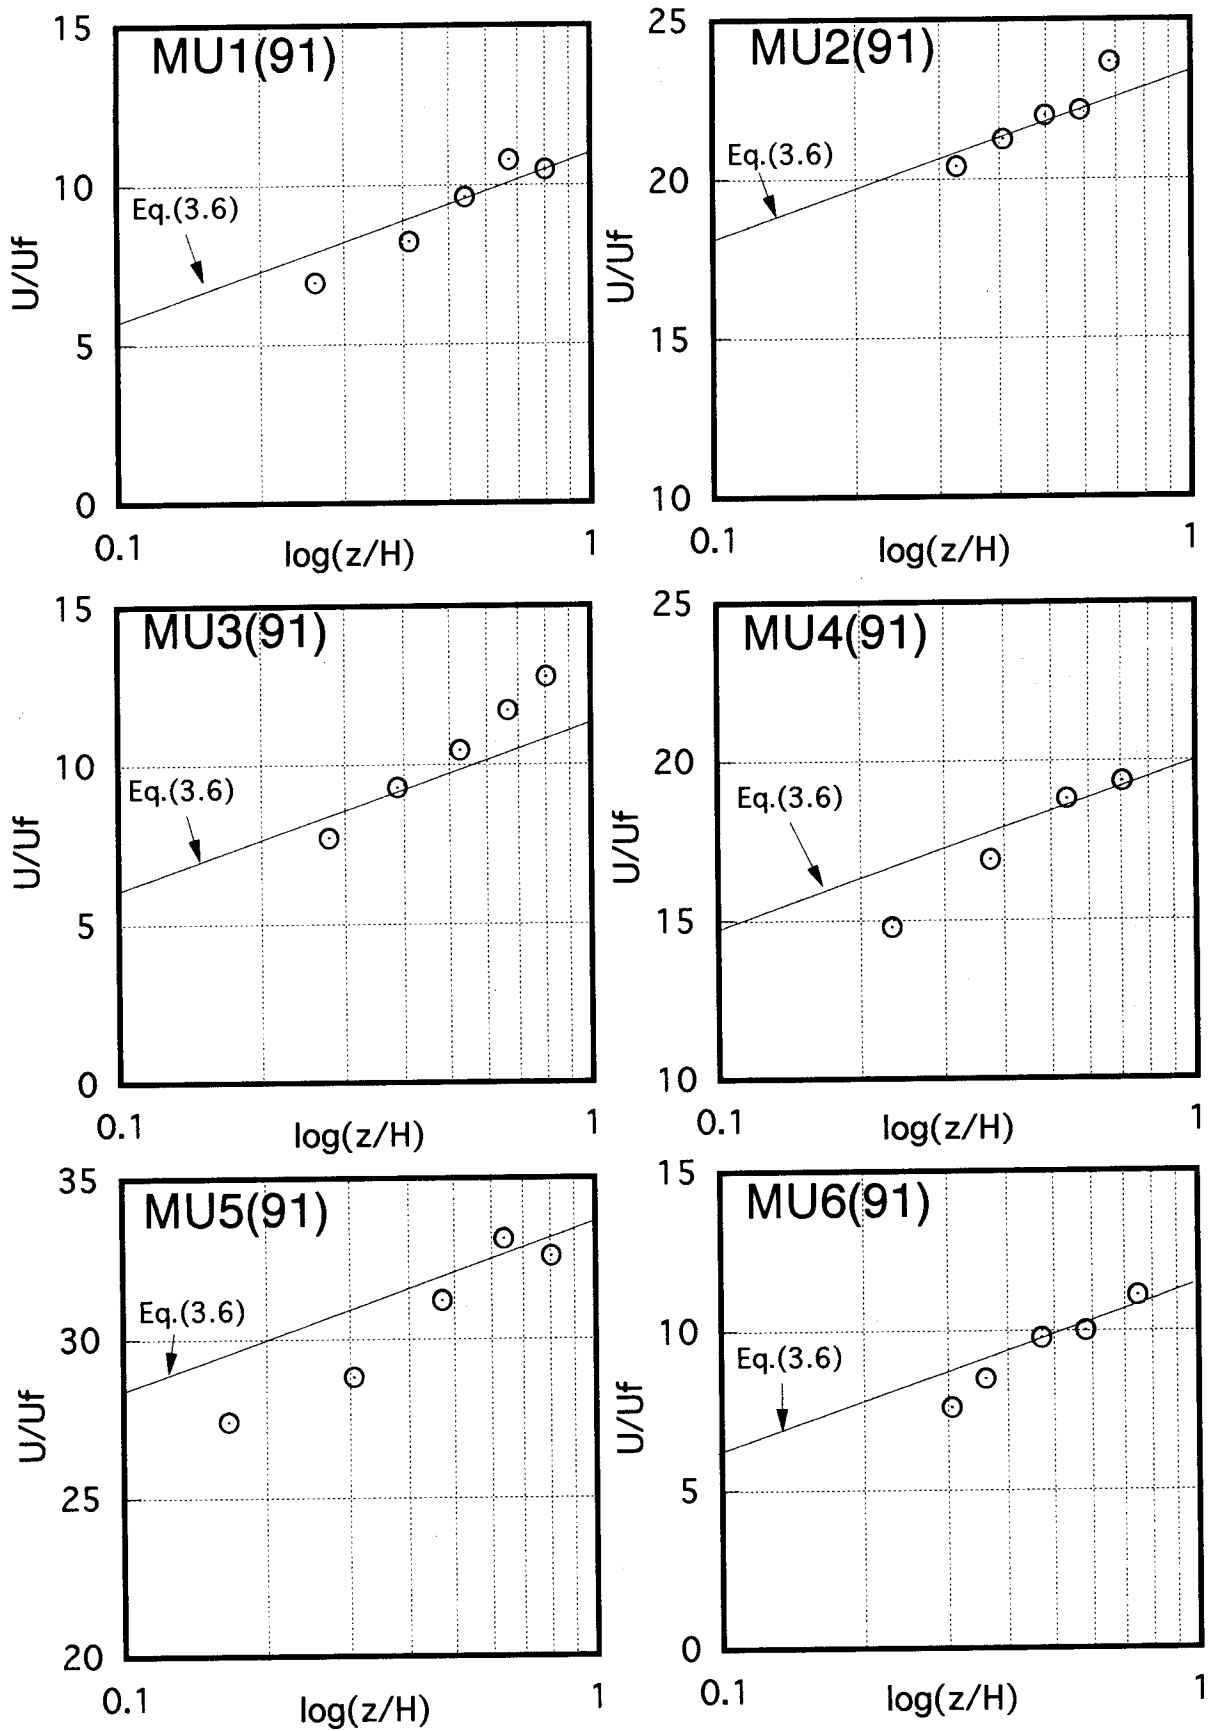 MU1(91)
15
10
5
0
U/Uf
Eq.(3.6)
0.1
1
log(z/H)
MU2(91)
25
20
15
10
U/Uf
Eq.(3.6)
0.1
1
log(z/H)
MU3(91)
15
10
5
0
U/Uf
Eq.(3.6)
0.1
1
log(z/H)
MU4(91)
25
20
15
10
U/Uf
Eq.(3.6)
0.1
1
log(z/H)
MU5(91)
35
30
25
20
U/Uf
Eq.(3.6)
0.1
1
log(z/H)
MU6(91)
15
10
5
0
U/Uf
Eq.(3.6)
0.1
1
log(z/H)